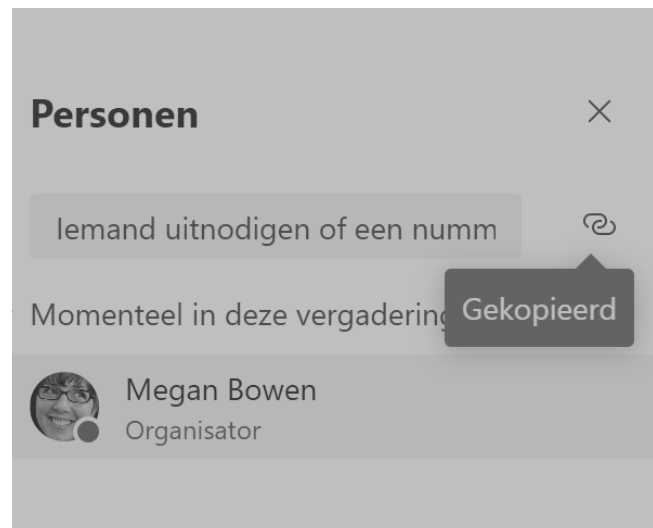 Personen
Iemand uitnodigen of een numm
Momenteel in deze vergadering
Gekopieerd
Megan Bowen
Organisator